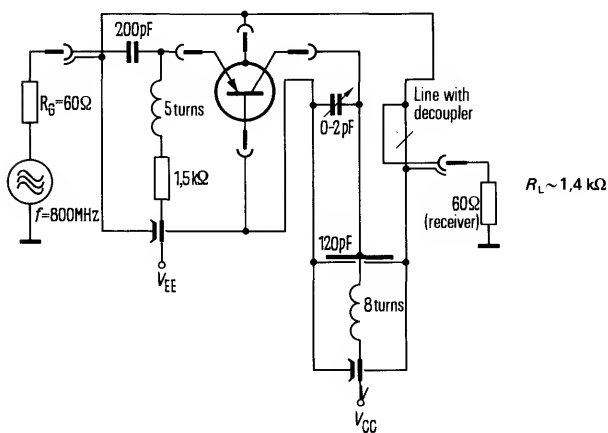 200pF
R_G=60Ω
f=800MHz
5 turns
1,5kΩ
V_EE
0-2pF
Line with
decoupler
60Ω
(receiver)
R_L ~ 1,4 kΩ
120pF
8 turns
V_CC